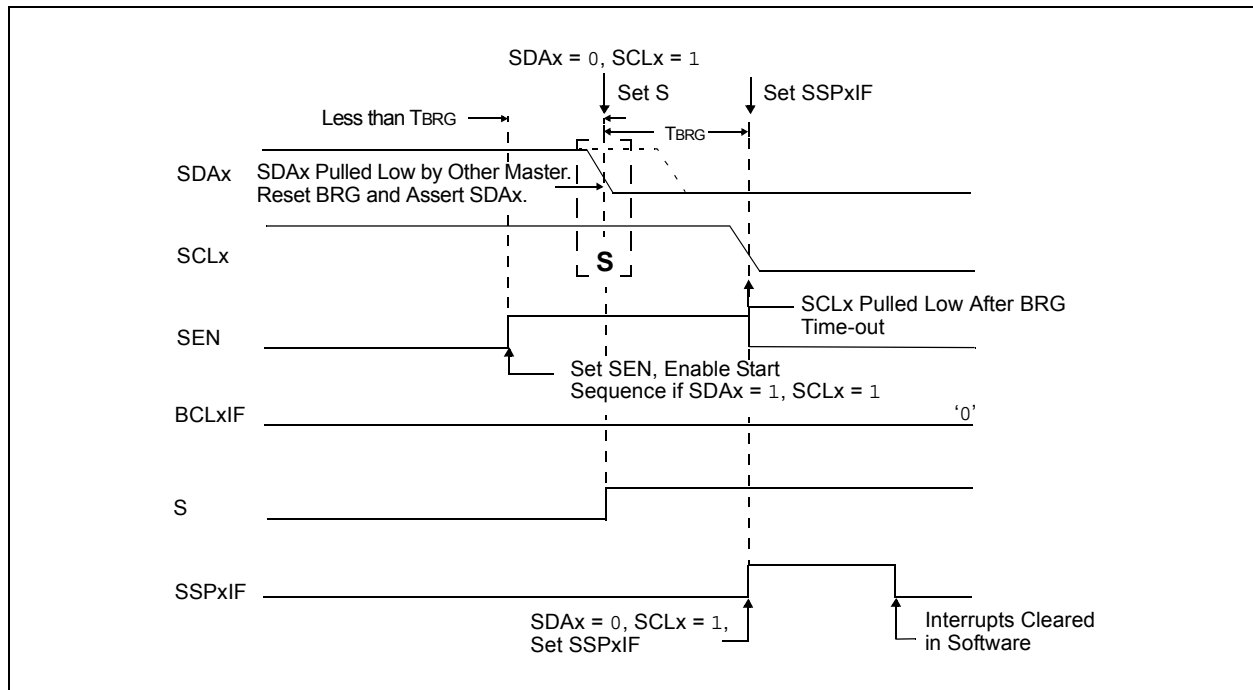 SDAx = 0, SCLx = 1
Set S
Set SSPxIF
Less than TBRG
TBRG
SDAx
SDAx Pulled Low by Other Master.
Reset BRG and Assert SDAx.
SCLx
S
SCLx Pulled Low After BRG
Time-out
SEN
Set SEN, Enable Start
Sequence if SDAx = 1, SCLx = 1
BCLxIF
‘0’
S
SSPxIF
SDAx = 0, SCLx = 1,
Set SSPxIF
Interrupts Cleared
in Software